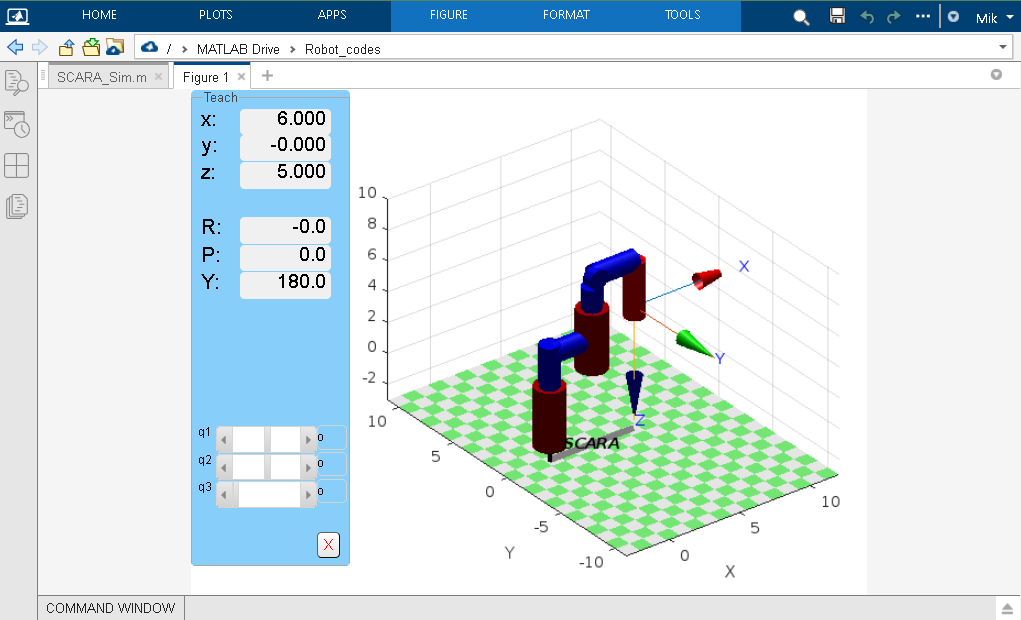 HOME PLOTS APPS FIGURE FORMAT TOOLS Mik
/ > MATLAB Drive > Robot_codes
SCARA_Sim.m × Figure 1 × +
Teach
x: 6.000
y: -0.000
z: 5.000
R: -0.0
P: 0.0
Y: 180.0
q1 0
q2 0
q3 0
X
10
8
6
4
2
0
-2
10
5
0
-5
-10
Y
0
5
10
X
X
Y
Z
SCARA
COMMAND WINDOW